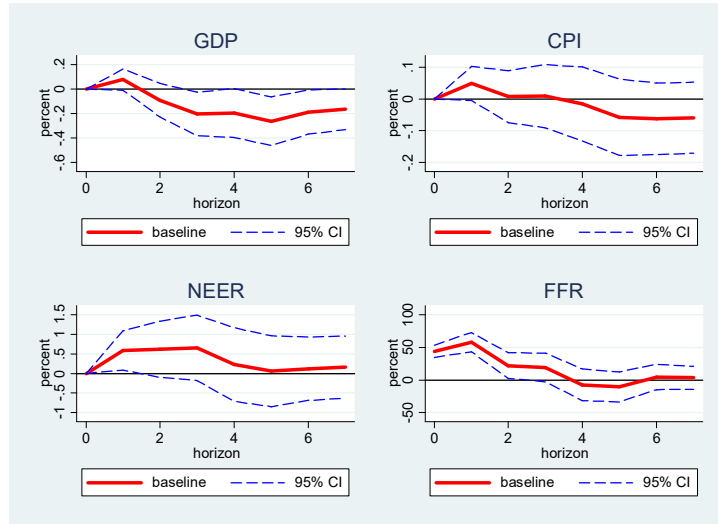 GDP
percent
.2
0
-.2
-.4
-.6
0 2 4 6
horizon
baseline 95% CI
CPI
percent
.1
0
-.1
-.2
0 2 4 6
horizon
baseline 95% CI
NEER
percent
1.5
1
.5
0
-.5
-1
0 2 4 6
horizon
baseline 95% CI
FFR
percent
100
50
0
-50
0 2 4 6
horizon
baseline 95% CI